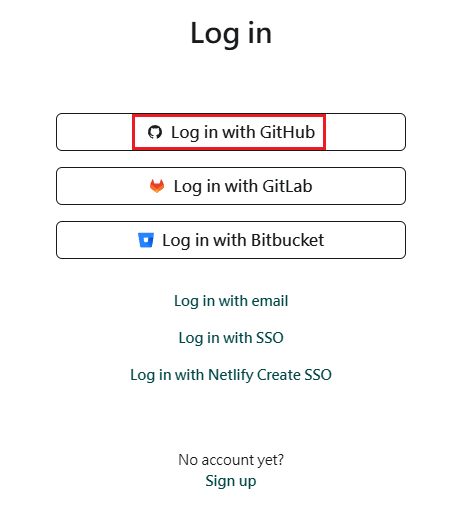 Log in
Log in with GitHub
Log in with GitLab
Log in with Bitbucket
Log in with email
Log in with SSO
Log in with Netlify Create SSO
No account yet?
Sign up